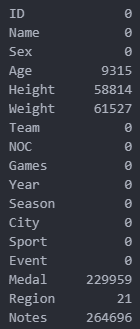 ID 0
Name 0
Sex 0
Age 9315
Height 58814
Weight 61527
Team 0
NOC 0
Games 0
Year 0
Season 0
City 0
Sport 0
Event 0
Medal 229959
Region 21
Notes 264696